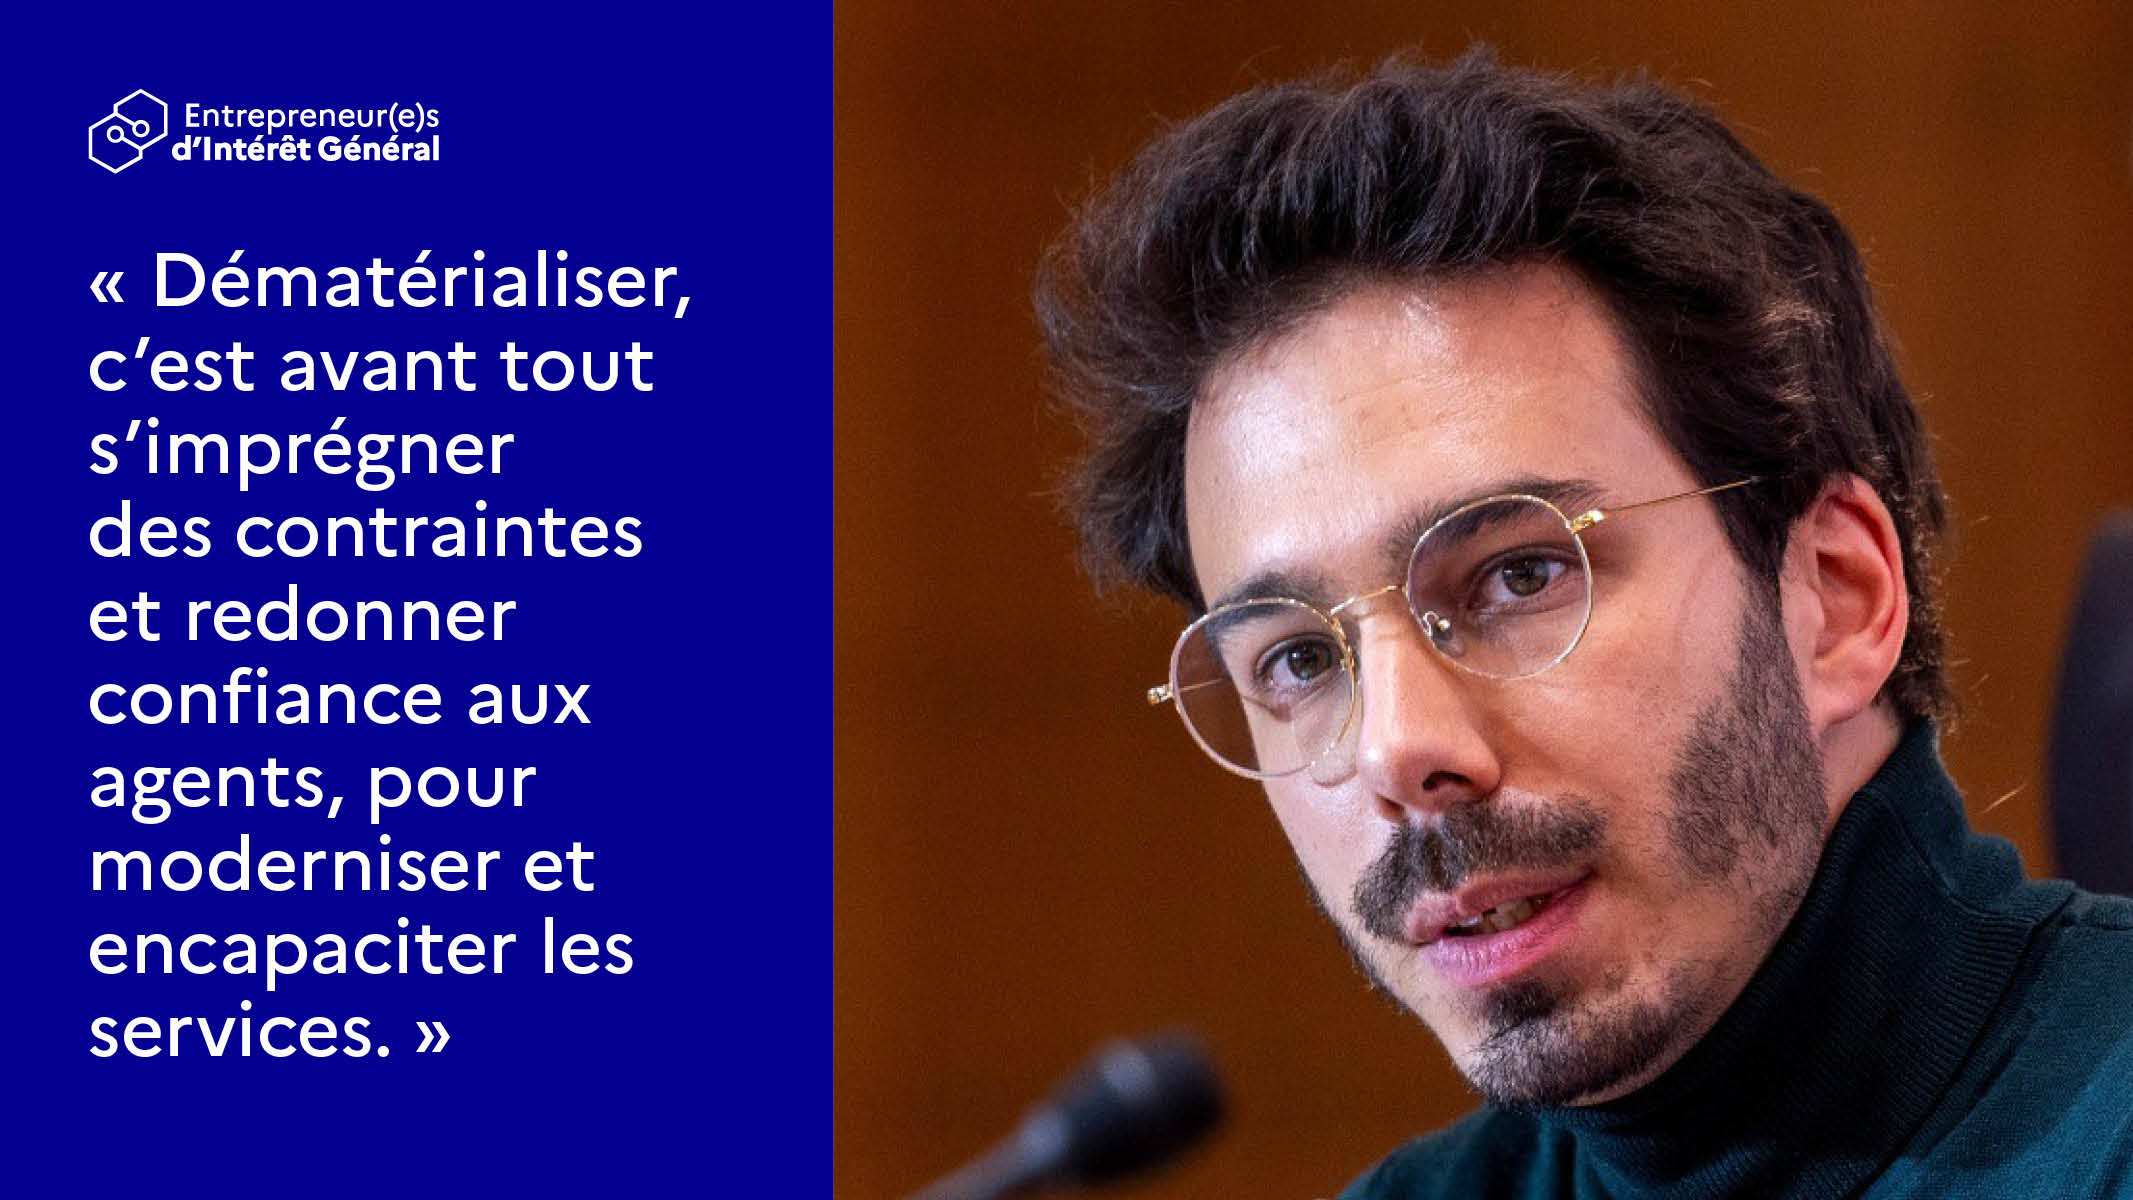 Entrepreneur(e)s
d'Intérêt Général
« Dématérialiser,
c'est avant tout
s'imprégner
des contraintes
et redonner
confiance aux
agents, pour
moderniser et
encapaciter les
services. »